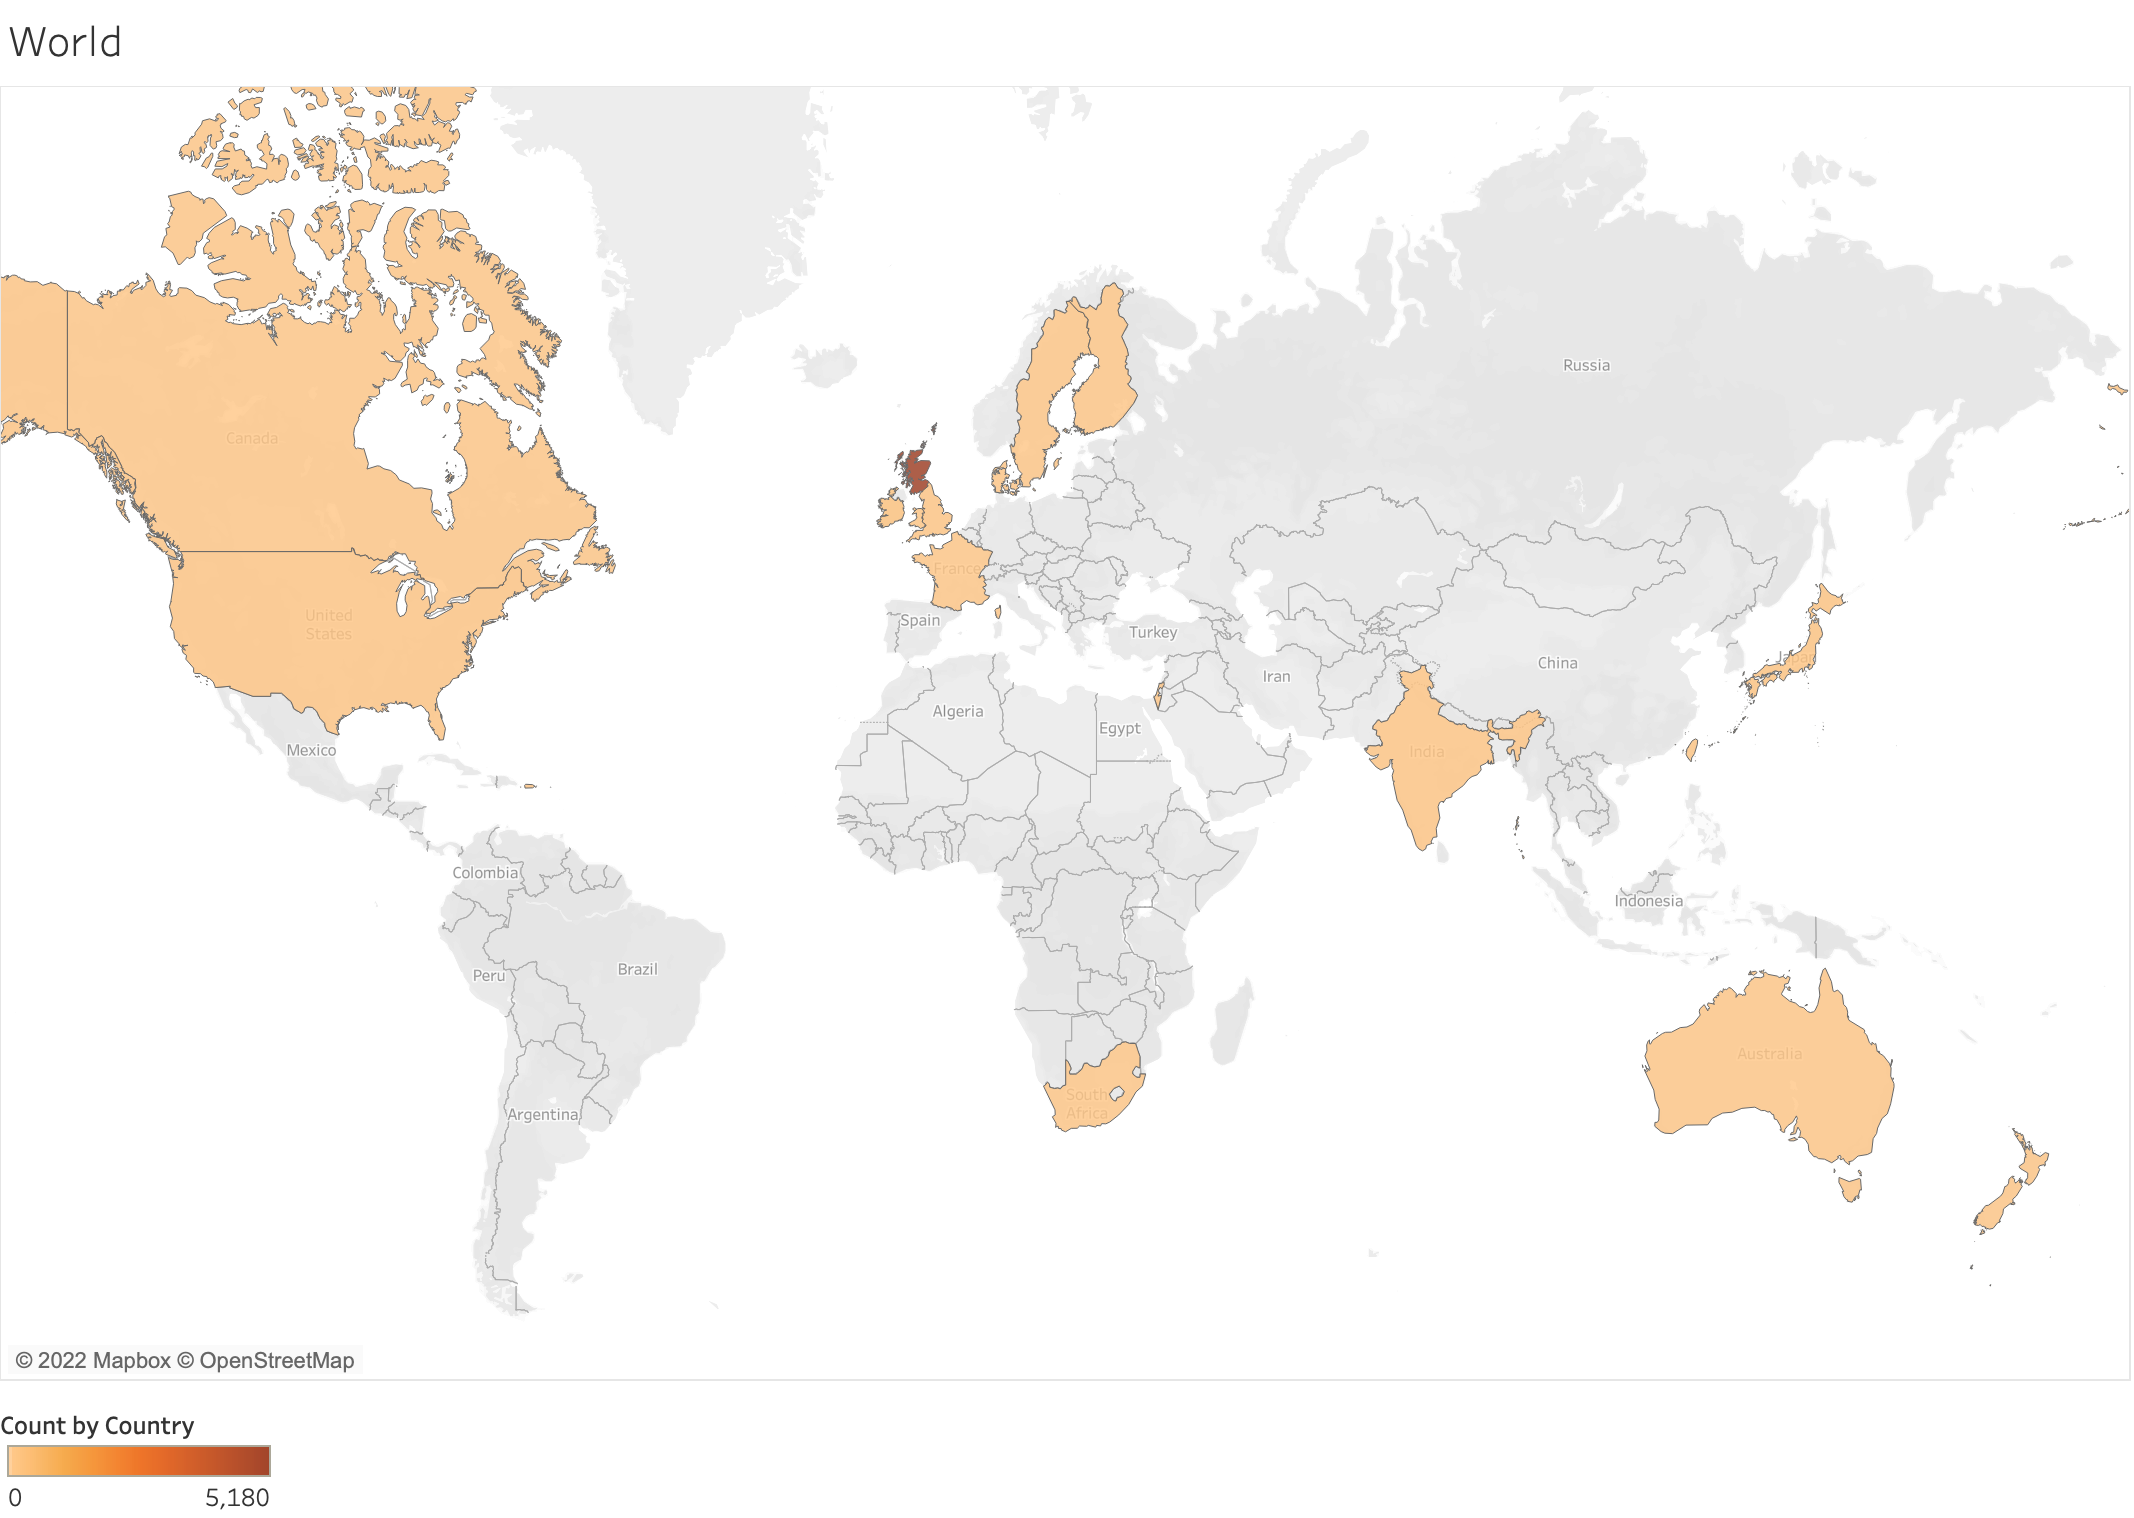 World
Russia
Canada
France
United
States
Spain
Turkey
Japan
China
Iran
Algeria
Egypt
Mexico
India
Colombia
Indonesia
Peru
Brazil
Australia
South
Africa
Argentina
© 2022 Mapbox © OpenStreetMap
Count by Country
0 5,180